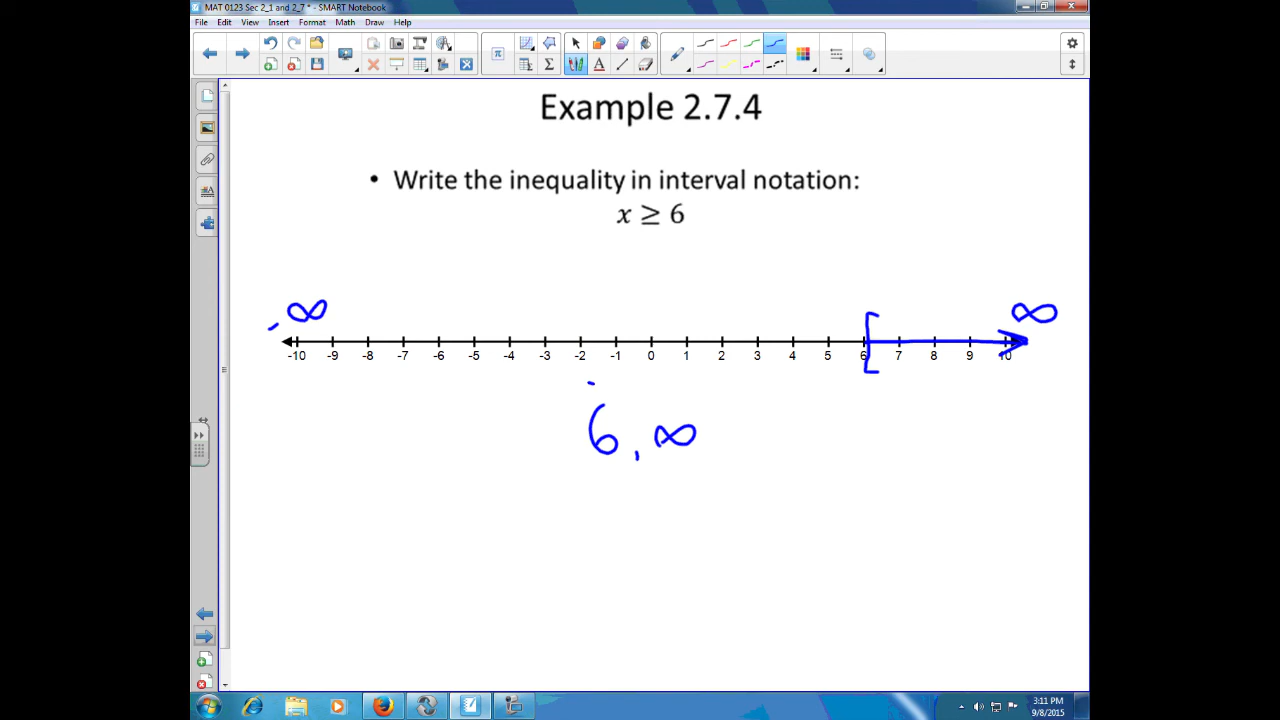 MAT 0123 Sec 2_1 and 2_7 * - SMART Notebook
File Edit View Insert Format Math Draw Help
Example 2.7.4
• Write the inequality in interval notation:
x ≥ 6
-∞ ∞
-10 -9 -8 -7 -6 -5 -4 -3 -2 -1 0 1 2 3 4 5 6 7 8 9 10
6, ∞
3:11 PM
9/8/2015